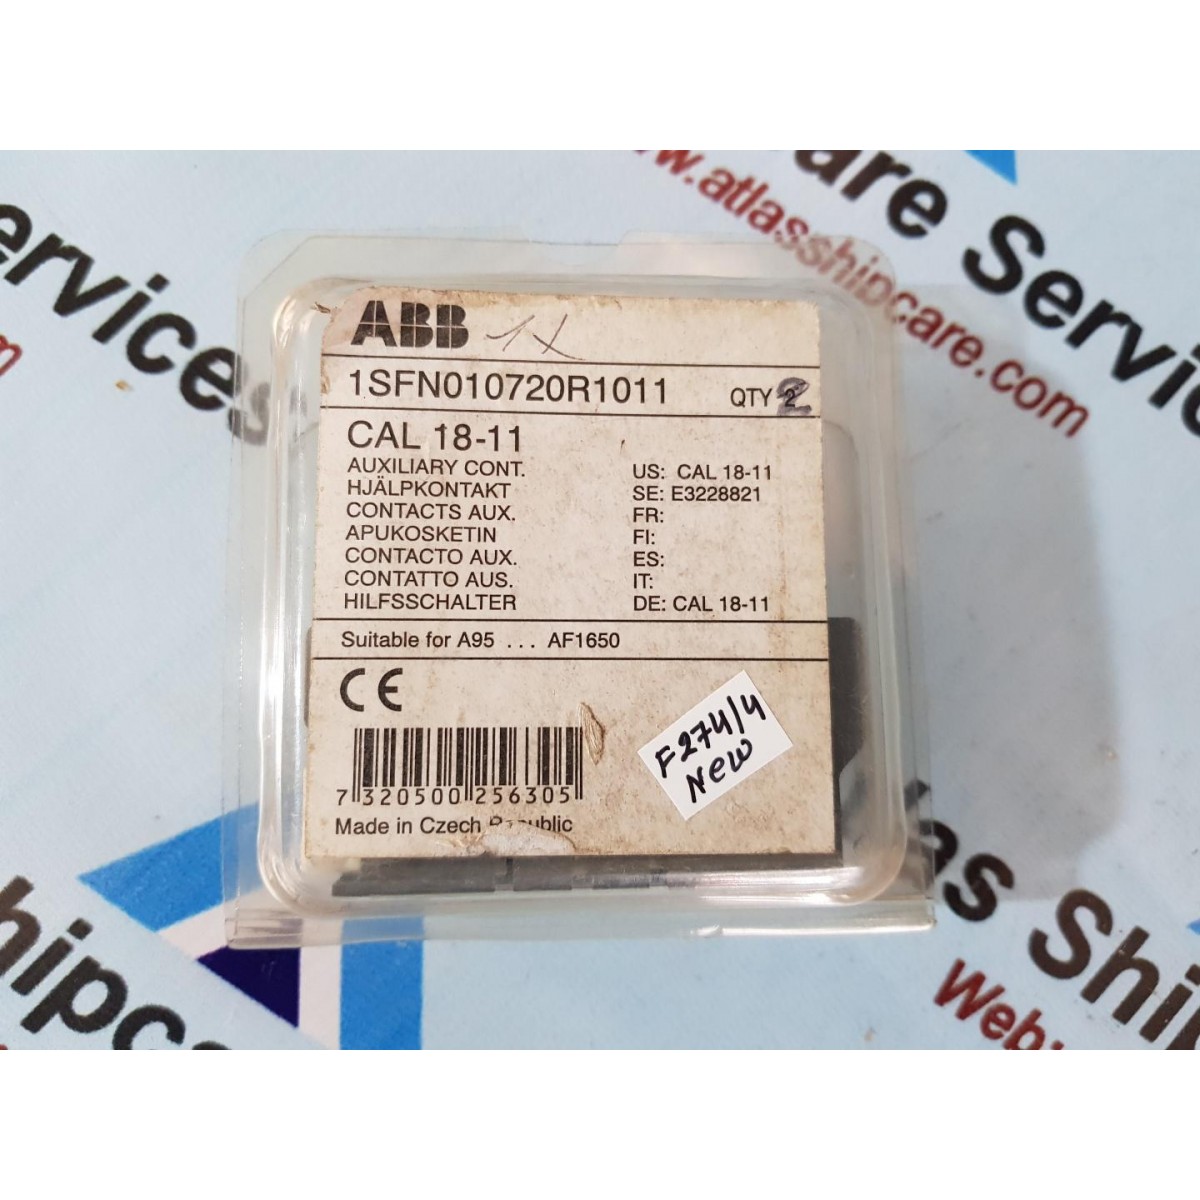 ervices
are Services
www.atlasshipcare.com
ABB 1X
1SFN010720R1011 QTY 2
CAL 18-11
AUXILIARY CONT. US: CAL 18-11
HJÄLPKONTAKT SE: E3228821
CONTACTS AUX. FR:
APUKOSKETIN FI:
CONTACTO AUX. ES:
CONTATTO AUS. IT:
HILFSSCHALTER DE: CAL 18-11
Suitable for A95 ... AF1650
CE
F274/4
New
7 320500 256305
Made in Czech Republic
hipca
as Shi
Web: